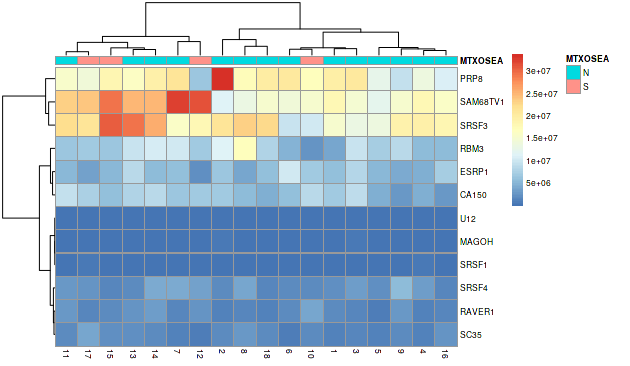 MTXOSEA
PRP8
SAM68TV1
SRSF3
RBM3
ESRP1
CA150
U12
MAGOH
SRSF1
SRSF4
RAVER1
SC35
11 17 15 13 14 7 12 2 8 18 6 10 1 3 5 9 4 16
3e+07
2.5e+07
2e+07
1.5e+07
1e+07
5e+06
MTXOSEA
N
S